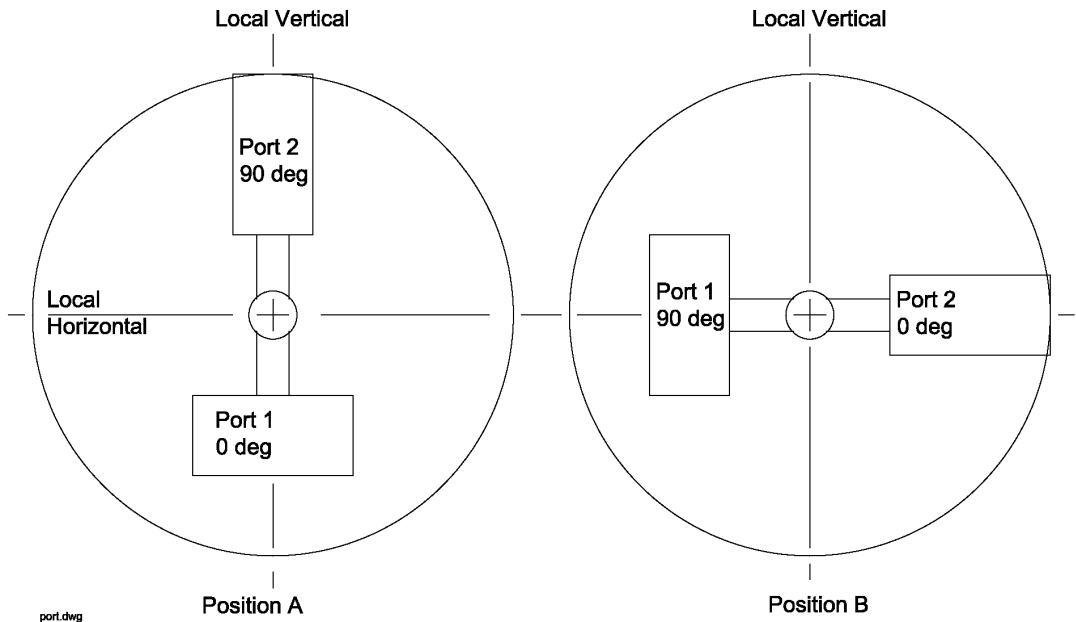 Local Vertical
Port 2
90 deg
Local
Horizontal
Port 1
0 deg
Position A
port.dwg
Local Vertical
Port 1
90 deg
Port 2
0 deg
Position B